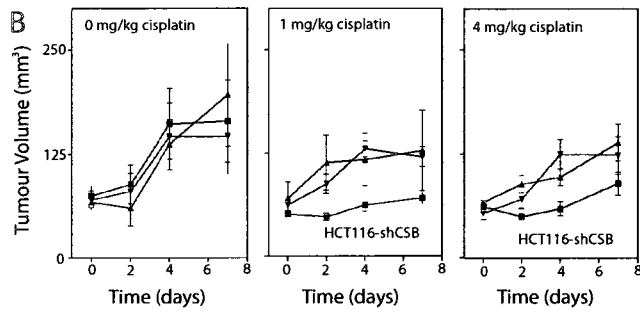 B
0 mg/kg cisplatin
1 mg/kg cisplatin
4 mg/kg cisplatin
250
125
0
Tumour Volume (mm³)
HCT116-shCSB
HCT116-shCSB
0 2 4 6 8
0 2 4 6 8
0 2 4 6 8
Time (days)
Time (days)
Time (days)